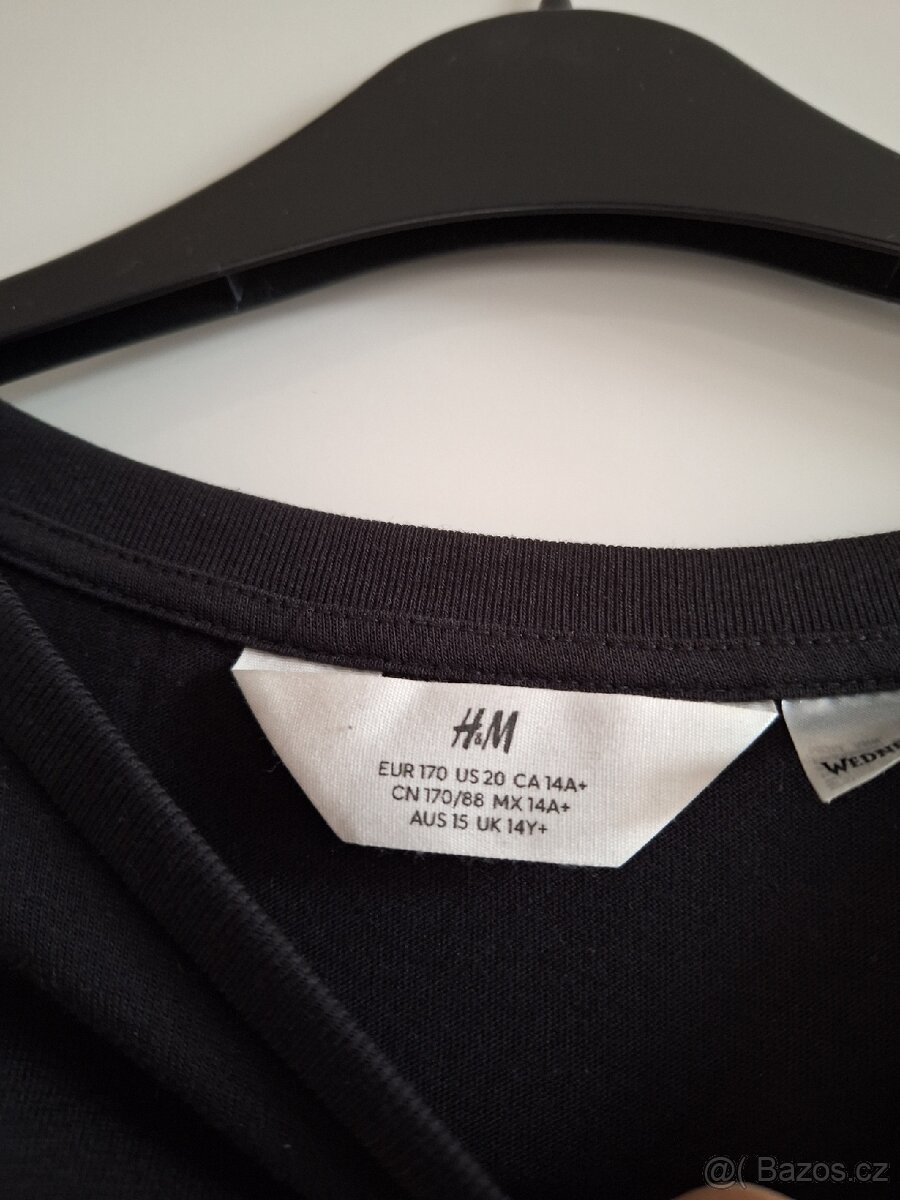 H&M
EUR 170 US 20 CA 14A+
CN 170/88 MX 14A+
AUS 15 UK 14Y+
@( Bazos.cz